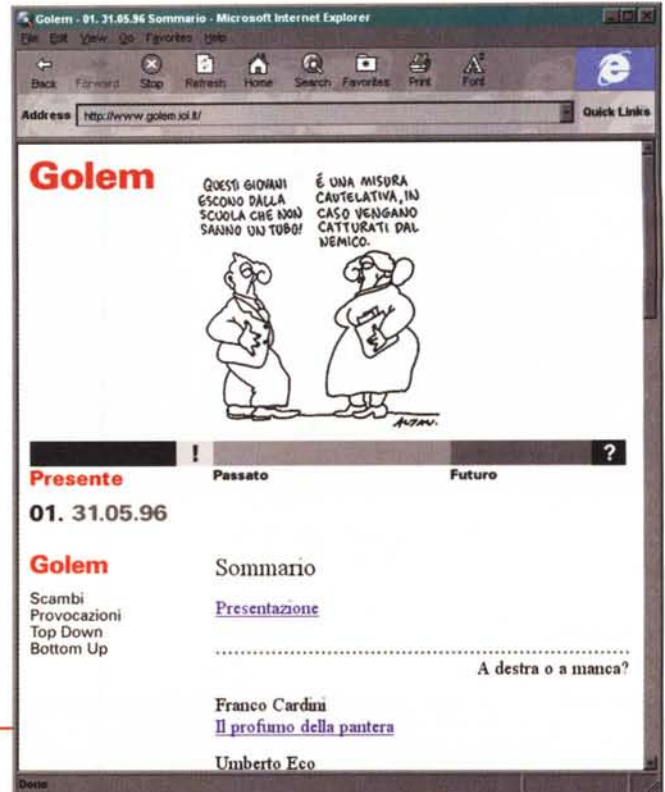 Golem - 01. 31.05.96 Sommario - Microsoft Internet Explorer
File Edit View Go Favorites Help
Back Forward Stop Refresh Home Search Favorites Print Font
Address http://www.golem.iol.it/ Quick Links
Golem
QUESTI GIOVANI
ESCONO DALLA
SCUOLA CHE NON
SANNO UN TUBO!
È UNA MISURA
CAUTELATIVA, IN
CASO VENGANO
CATTURATI DAL
NEMICO.
ALTAN.
! ?
Presente Passato Futuro
01. 31.05.96
Golem
Scambi
Provocazioni
Top Down
Bottom Up
Sommario
Presentazione
A destra o a manca?
Franco Cardini
Il profumo della pantera
Umberto Eco
Done